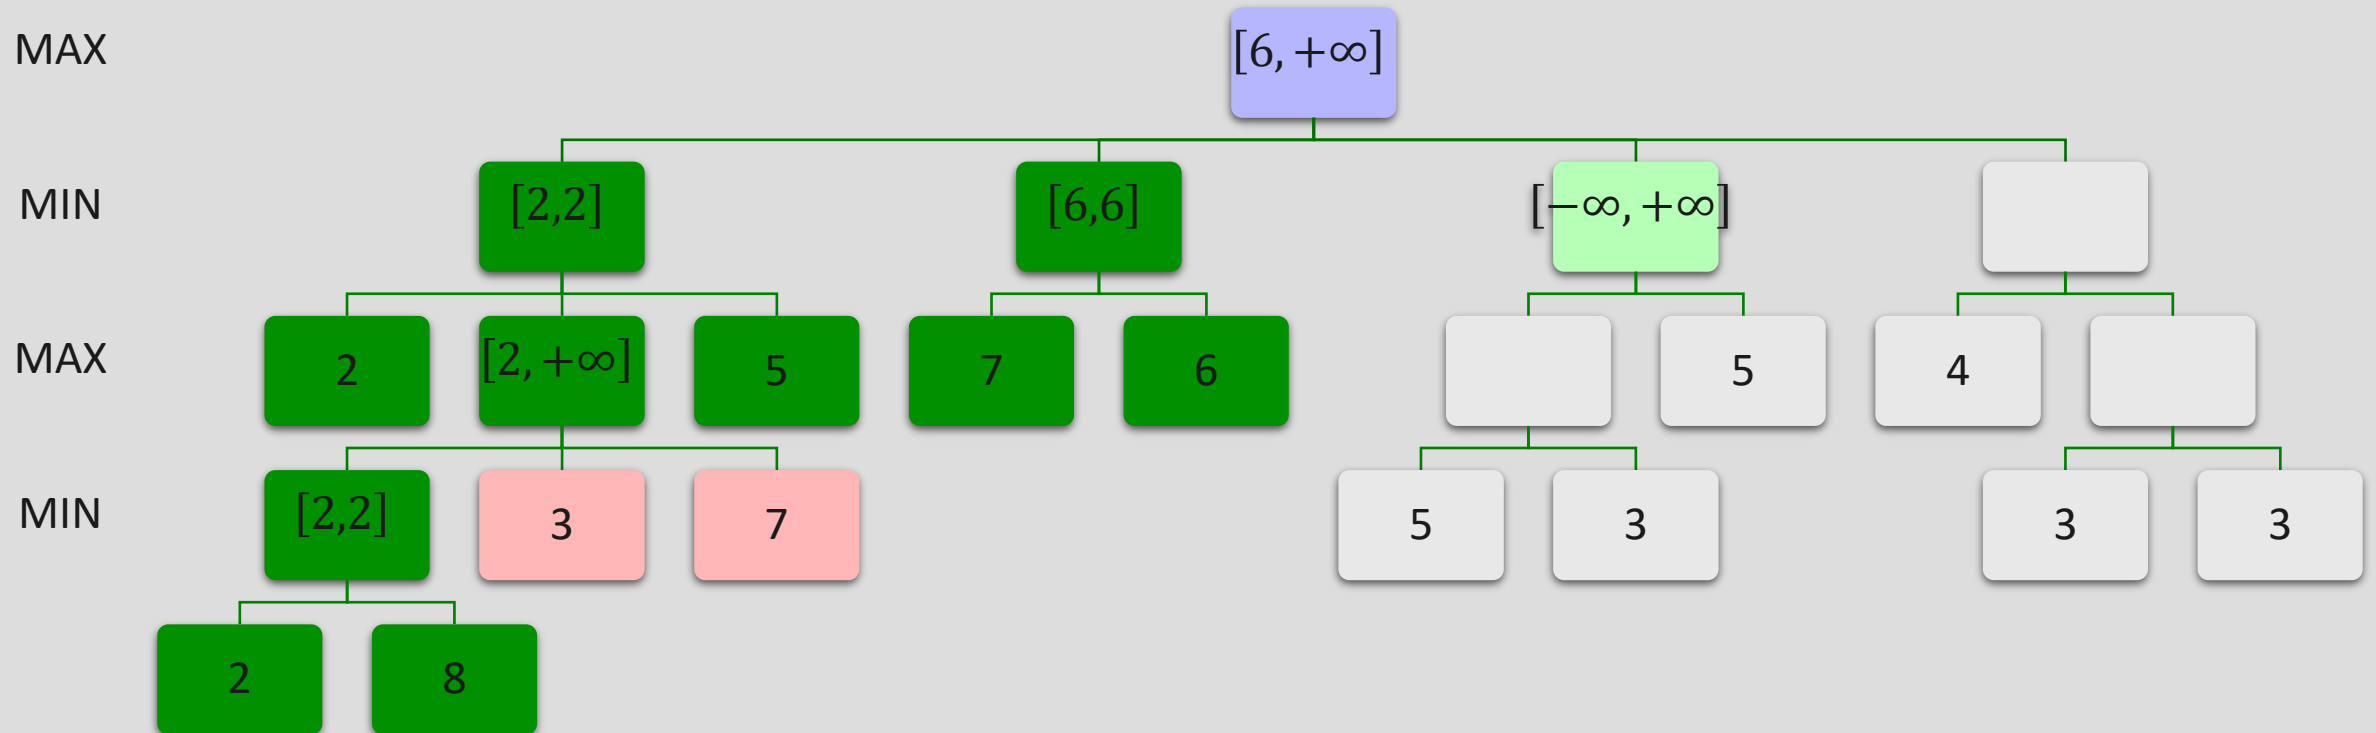 MAX [6, +∞]
MIN [2,2] [6,6] [−∞, +∞]
MAX 2 [2, +∞] 5 7 6 5 4
MIN [2,2] 3 7 5 3 3 3
2 8